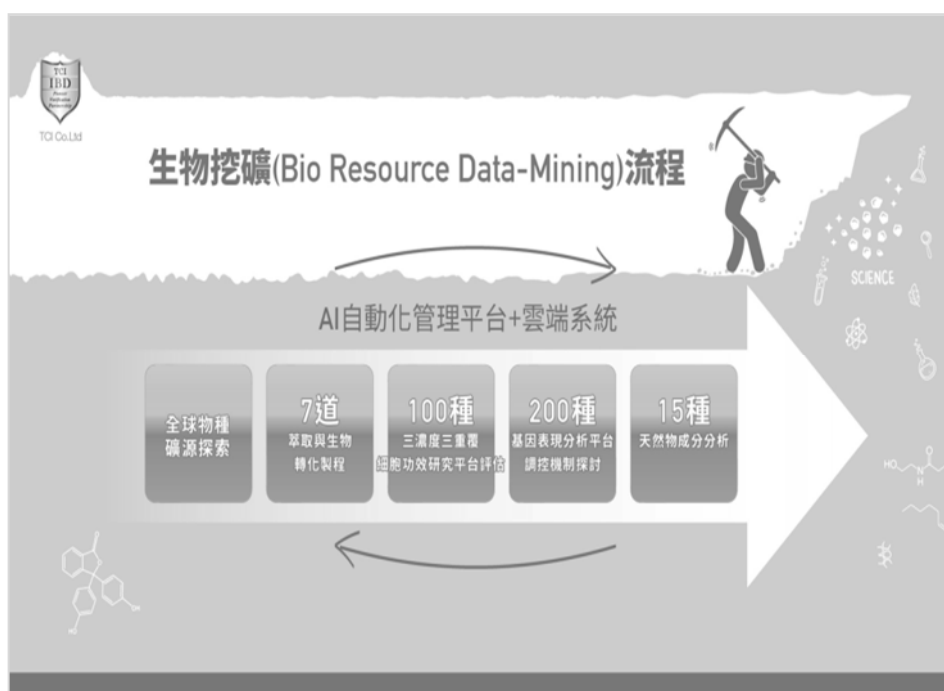 TCI
IBD
TCI Co.,Ltd
生物挖礦(Bio Resource Data-Mining)流程
SCIENCE
AI自動化管理平台+雲端系統
全球物種
礦源探索
7道
萃取與生物
轉化製程
100種
三濃度三重覆
細胞功效研究平台評估
200種
基因表現分析平台
調控機制探討
15種
天然物成分分析
HO
O
N
H
O
O
OH
HO